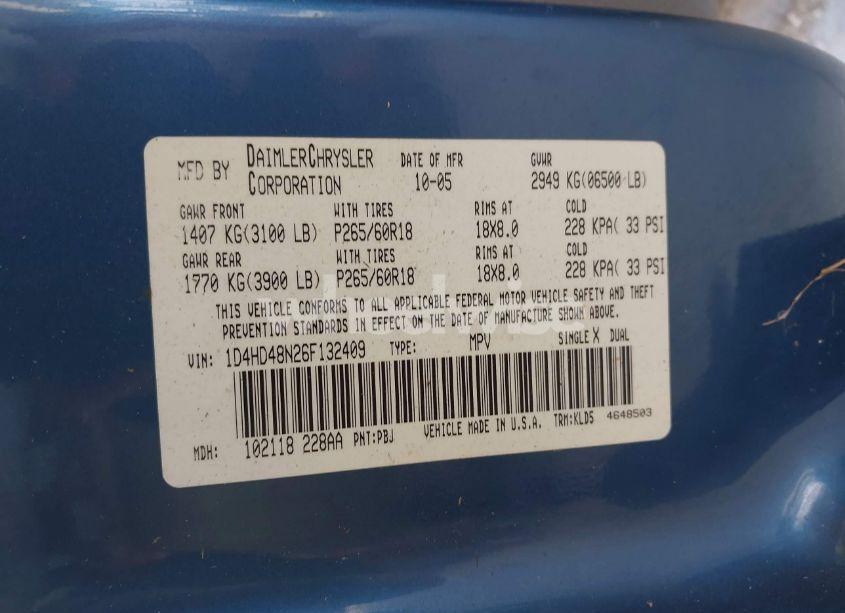 MFD BY DAIMLERCHRYSLER CORPORATION DATE OF MFR 10-05 GVWR 2949 KG(06500 LB)
GAWR FRONT WITH TIRES RIMS AT COLD
1407 KG(3100 LB) P265/60R18 18X8.0 228 KPA( 33 PSI
GAWR REAR WITH TIRES RIMS AT COLD
1770 KG(3900 LB) P265/60R18 18X8.0 228 KPA( 33 PSI
THIS VEHICLE CONFORMS TO ALL APPLICABLE FEDERAL MOTOR VEHICLE SAFETY AND THEFT
PREVENTION STANDARDS IN EFFECT ON THE DATE OF MANUFACTURE SHOWN ABOVE.
VIN: 1D4HD48N26F132409 TYPE: MPV SINGLE X DUAL
MDH: 102118 228AA PNT:PBJ VEHICLE MADE IN U.S.A. TRM:KLD5 4648503